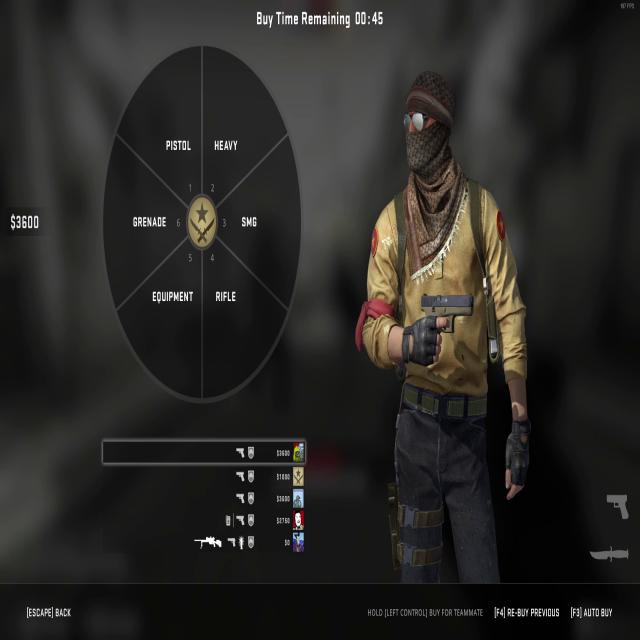 Buy Time Remaining 00:45
PISTOL
HEAVY
1
2
$3600
GRENADE
6
3
SMG
5
4
EQUIPMENT
RIFLE
$3600
$3600
$2750
$0
[ESCAPE] BACK
HOLD [LEFT CONTROL] BUY FOR TEAMMATE
[F4] RE-BUY PREVIOUS
[F3] AUTO BUY